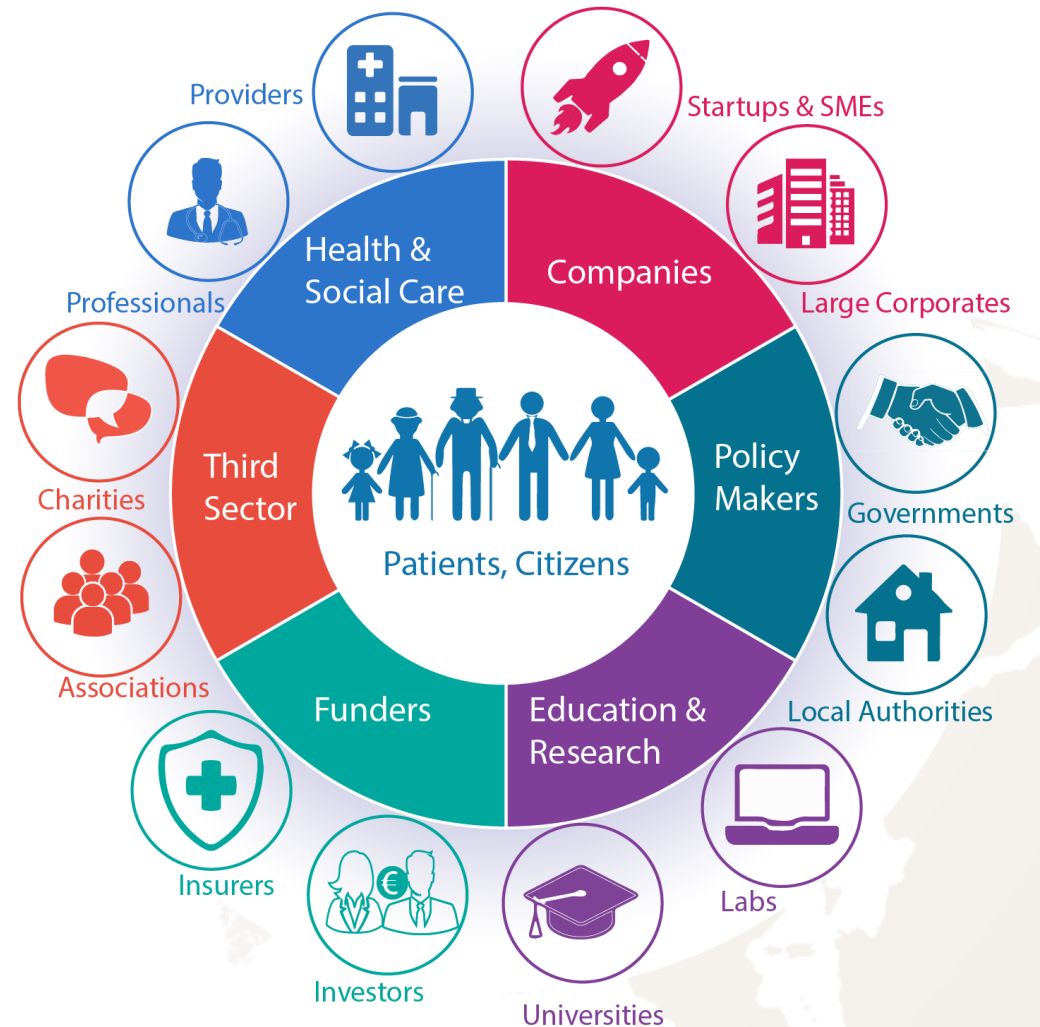 Providers
Startups & SMEs
Professionals
Large Corporates
Health &
Social Care
Companies
Charities
Third
Sector
Policy
Makers
Governments
Patients, Citizens
Associations
Local Authorities
Funders
Education &
Research
Insurers
€
Labs
Investors
Universities